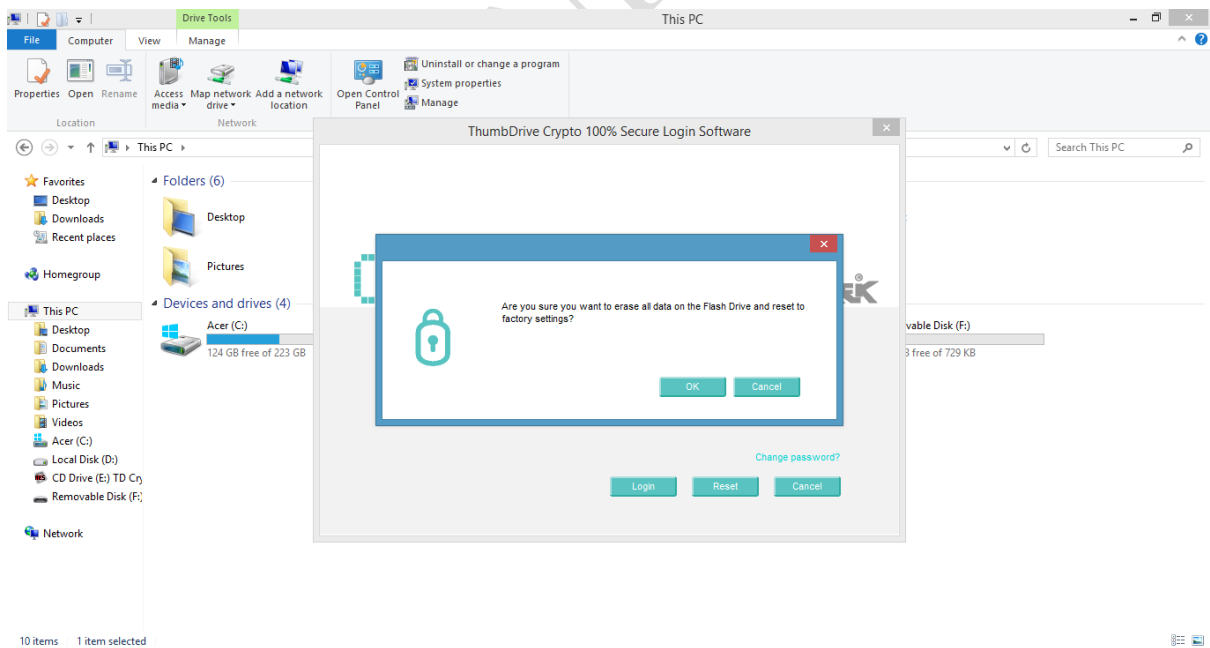 Drive Tools
This PC
File
Computer
View
Manage
Properties
Open
Rename
Access media
Map network drive
Add a network location
Open Control Panel
Uninstall or change a program
System properties
Manage
Location
Network
This PC
Search This PC
ThumbDrive Crypto 100% Secure Login Software
Favorites
Desktop
Downloads
Recent places
Homegroup
This PC
Desktop
Documents
Downloads
Music
Pictures
Videos
Acer (C:)
Local Disk (D:)
CD Drive (E:) TD Cry
Removable Disk (F:)
Network
Folders (6)
Desktop
Pictures
Devices and drives (4)
Acer (C:)
124 GB free of 223 GB
vable Disk (F:)
free of 729 KB
Are you sure you want to erase all data on the Flash Drive and reset to
factory settings?
OK
Cancel
Change password?
Login
Reset
Cancel
10 items
1 item selected